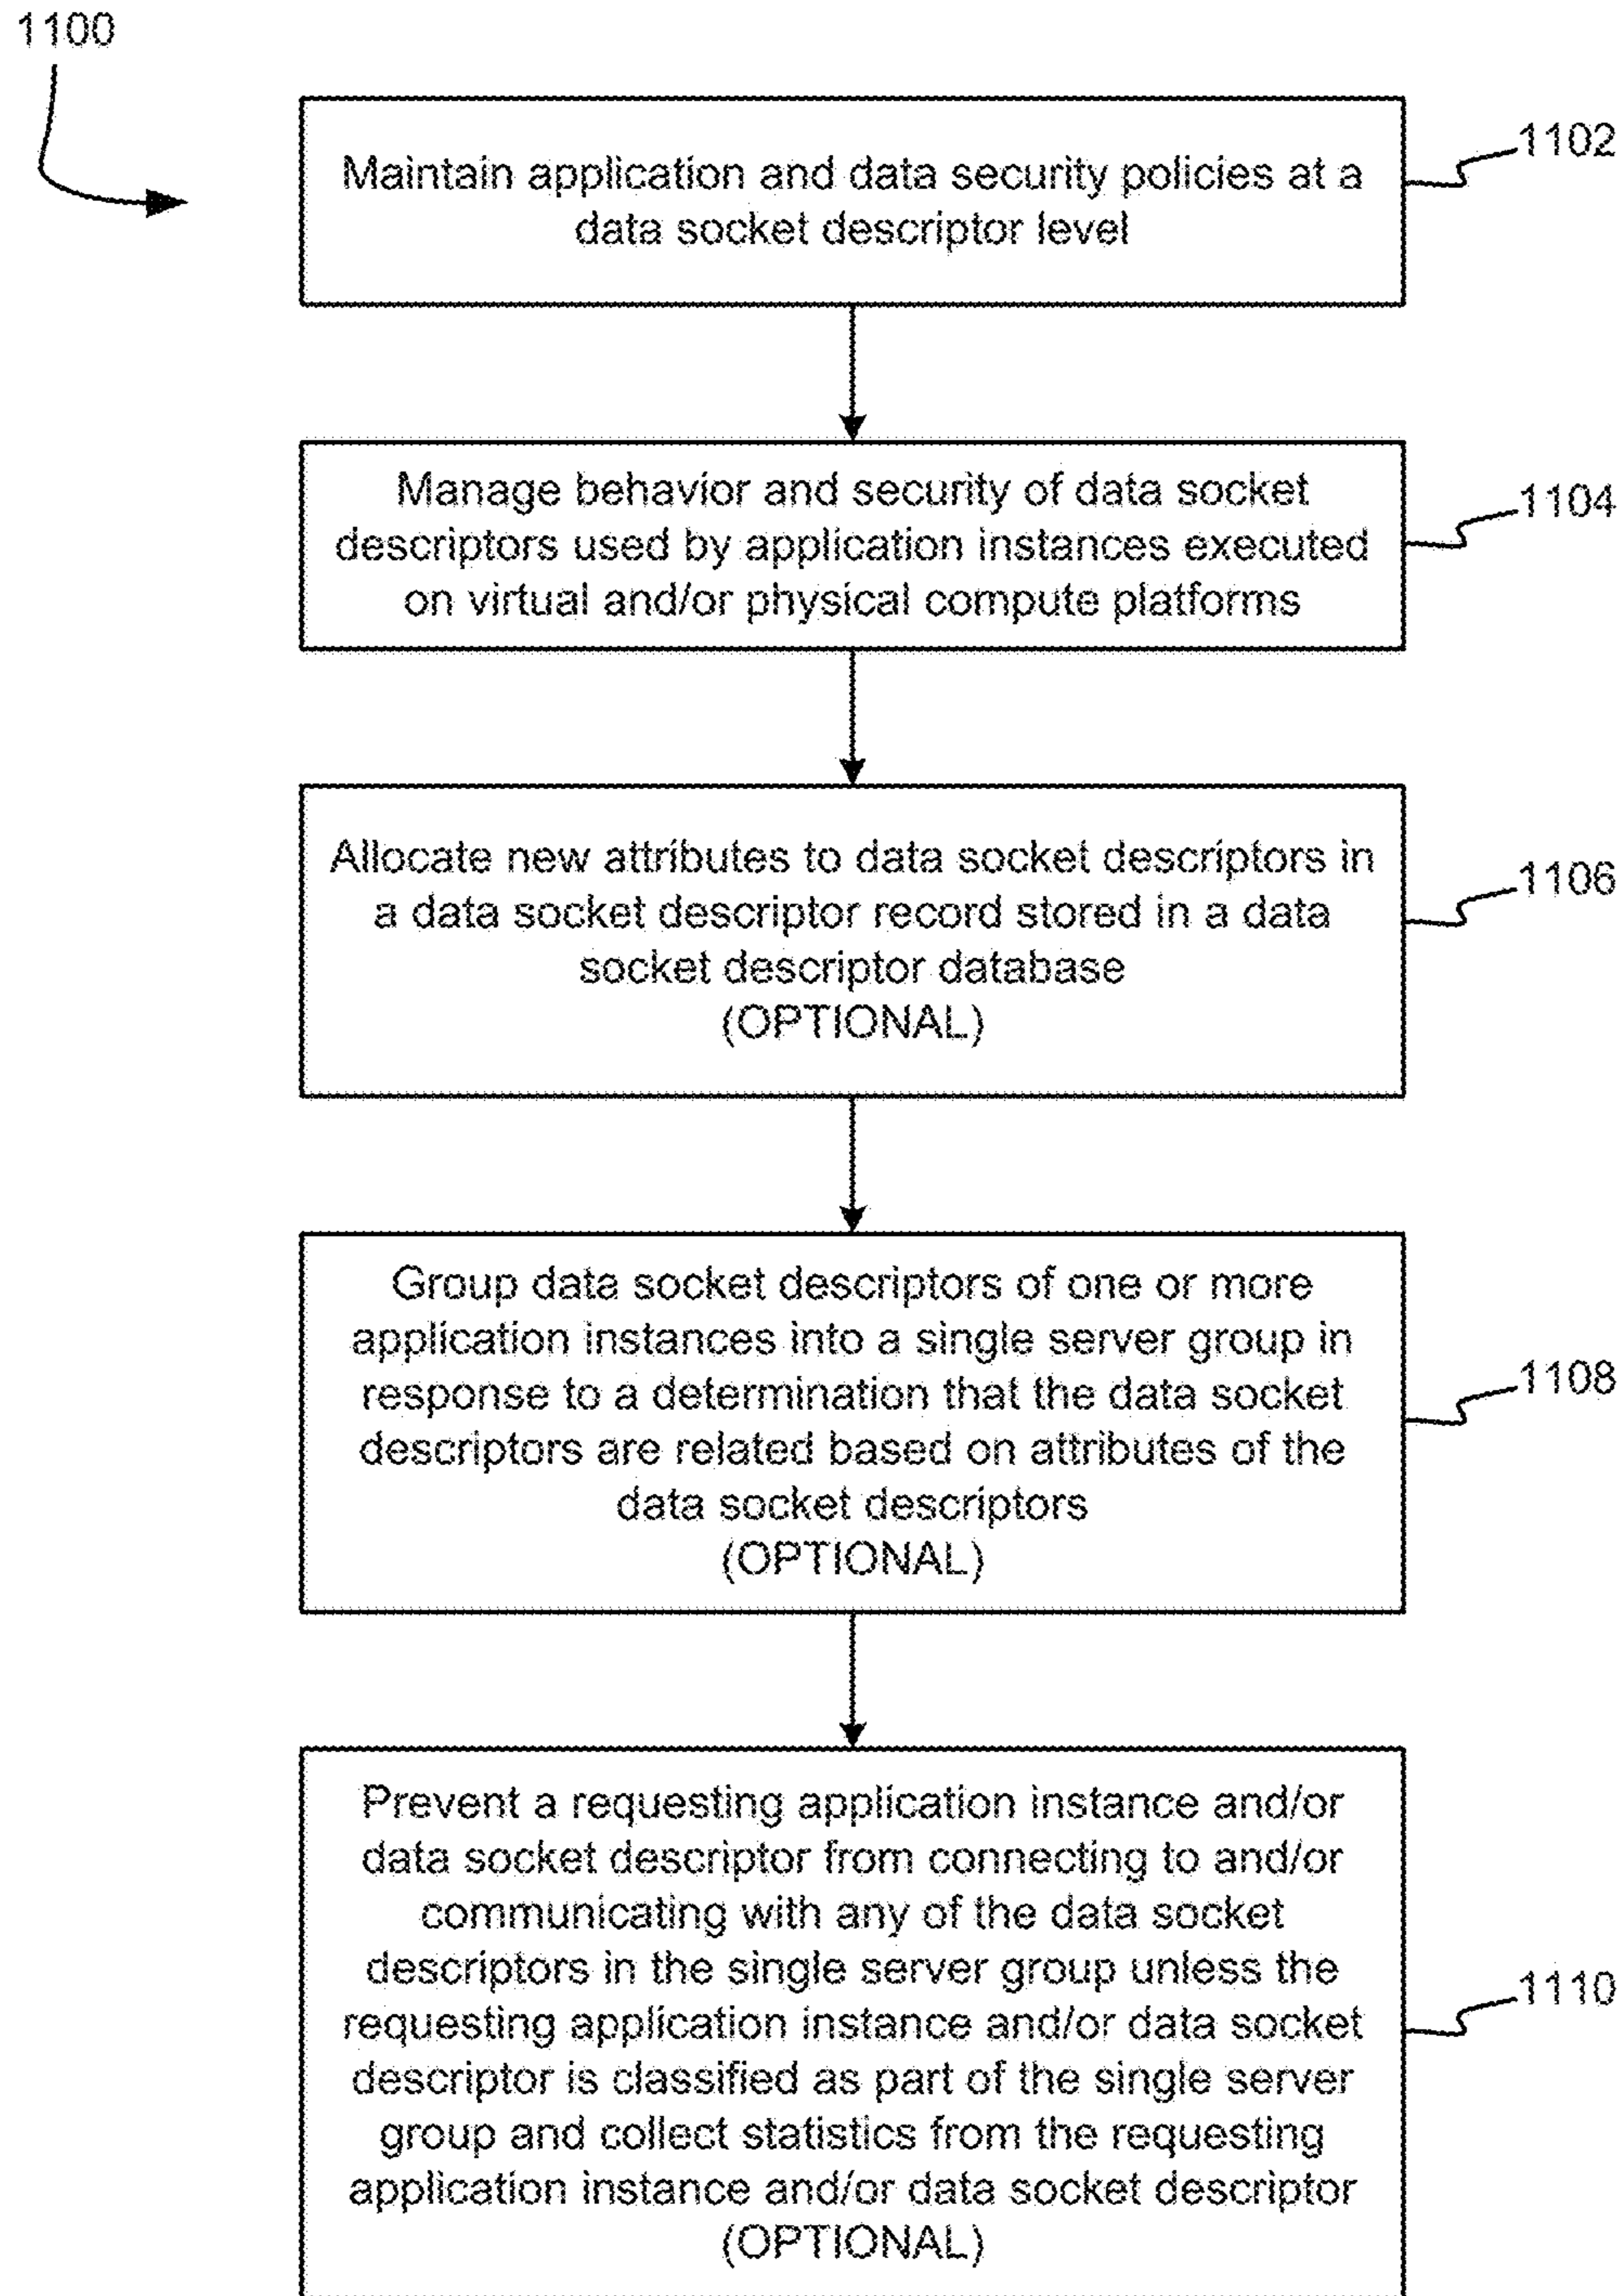 1100
Maintain application and data security policies at a
data socket descriptor level
1102
Manage behavior and security of data socket
descriptors used by application instances executed
on virtual and/or physical compute platforms
1104
Allocate new attributes to data socket descriptors in
a data socket descriptor record stored in a data
socket descriptor database
(OPTIONAL)
1106
Group data socket descriptors of one or more
application instances into a single server group in
response to a determination that the data socket
descriptors are related based on attributes of the
data socket descriptors
(OPTIONAL)
1108
Prevent a requesting application instance and/or
data socket descriptor from connecting to and/or
communicating with any of the data socket
descriptors in the single server group unless the
requesting application instance and/or data socket
descriptor is classified as part of the single server
group and collect statistics from the requesting
application instance and/or data socket descriptor
(OPTIONAL)
1110